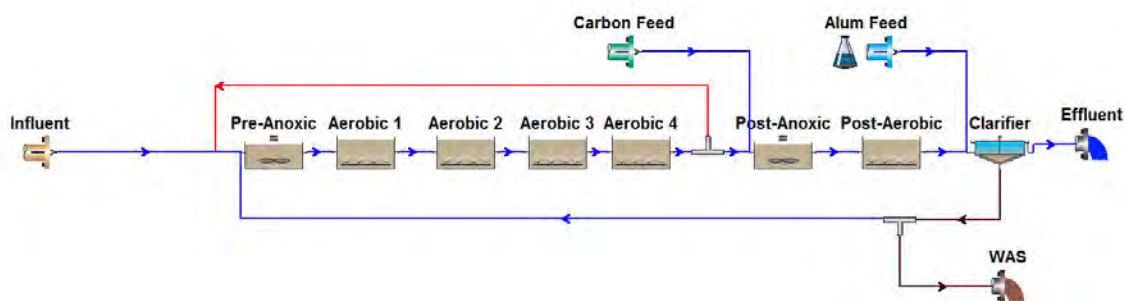 Carbon Feed
Alum Feed
Influent
Pre-Anoxic
Aerobic 1
Aerobic 2
Aerobic 3
Aerobic 4
Post-Anoxic
Post-Aerobic
Clarifier
Effluent
WAS